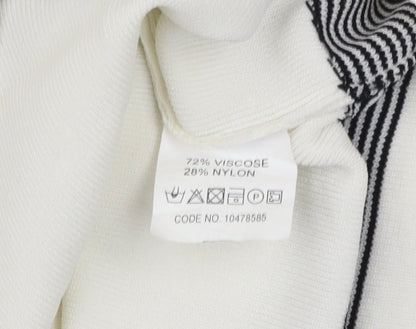 72% VISCOSE
28% NYLON
P
CODE NO. 10478585